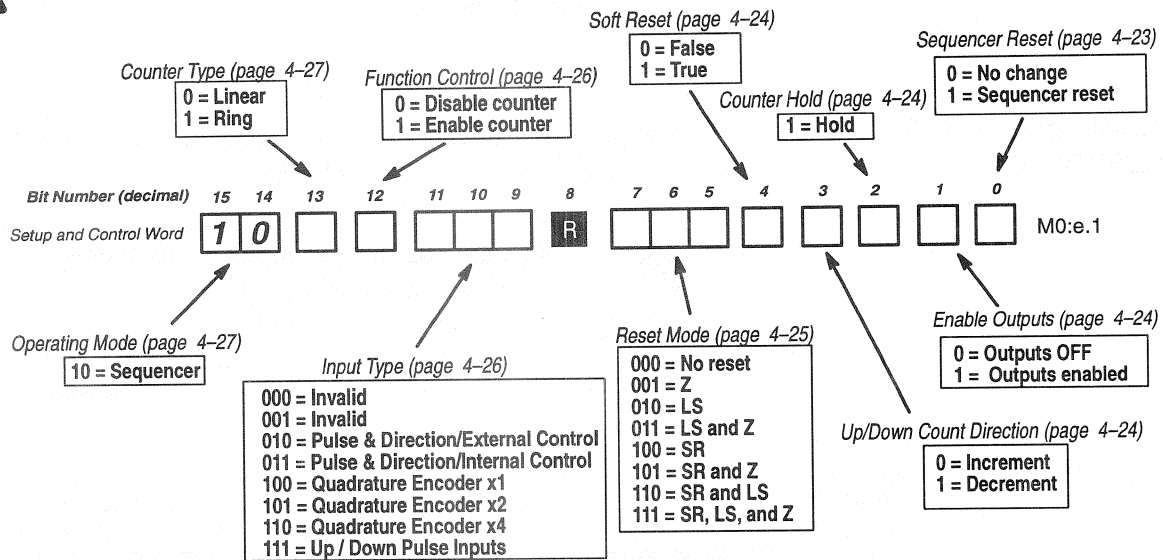 Soft Reset (page 4–24)
0 = False
1 = True
Sequencer Reset (page 4–23)
0 = No change
1 = Sequencer reset
Counter Type (page 4–27)
0 = Linear
1 = Ring
Function Control (page 4–26)
0 = Disable counter
1 = Enable counter
Counter Hold (page 4–24)
1 = Hold
Bit Number (decimal) 15 14 13 12 11 10 9 8 7 6 5 4 3 2 1 0
Setup and Control Word 1 0 R M0:e.1
Operating Mode (page 4–27)
10 = Sequencer
Input Type (page 4–26)
000 = Invalid
001 = Invalid
010 = Pulse & Direction/External Control
011 = Pulse & Direction/Internal Control
100 = Quadrature Encoder x1
101 = Quadrature Encoder x2
110 = Quadrature Encoder x4
111 = Up / Down Pulse Inputs
Reset Mode (page 4–25)
000 = No reset
001 = Z
010 = LS
011 = LS and Z
100 = SR
101 = SR and Z
110 = SR and LS
111 = SR, LS, and Z
Enable Outputs (page 4–24)
0 = Outputs OFF
1 = Outputs enabled
Up/Down Count Direction (page 4–24)
0 = Increment
1 = Decrement